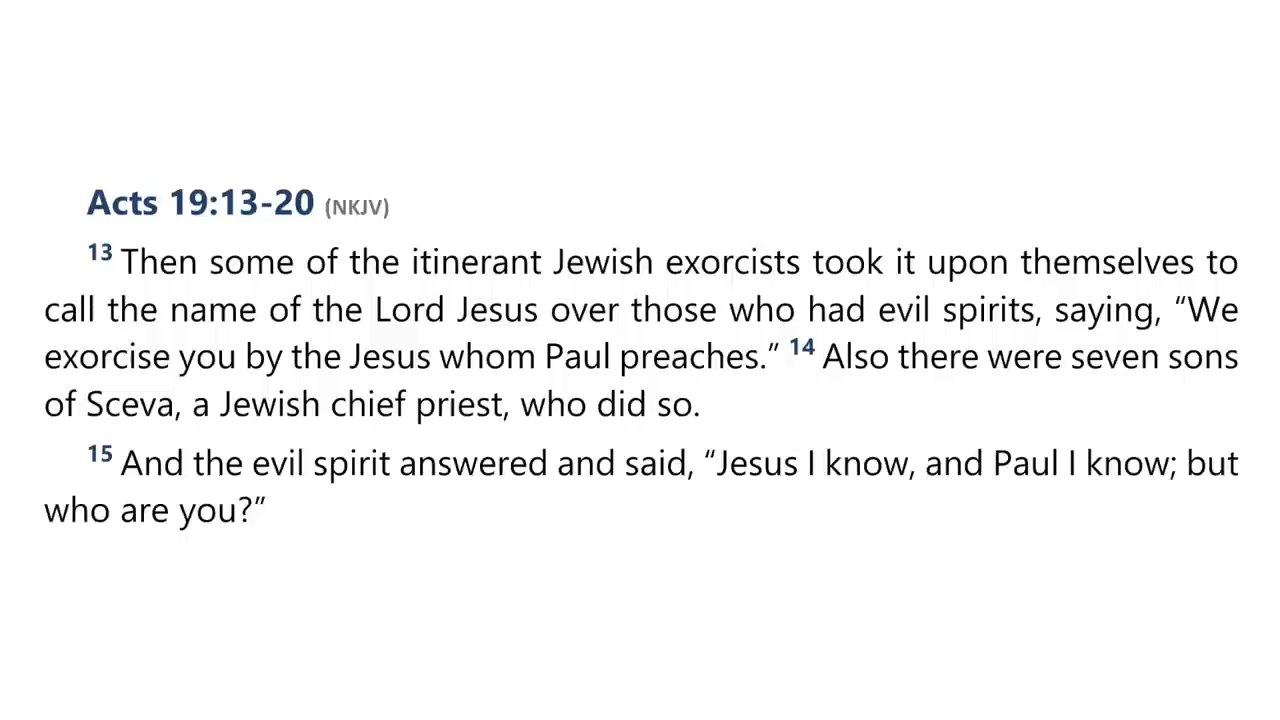 Acts 19:13-20 (NKJV)
13 Then some of the itinerant Jewish exorcists took it upon themselves to
call the name of the Lord Jesus over those who had evil spirits, saying, “We
exorcise you by the Jesus whom Paul preaches.” 14 Also there were seven sons
of Sceva, a Jewish chief priest, who did so.
15 And the evil spirit answered and said, “Jesus I know, and Paul I know; but
who are you?”